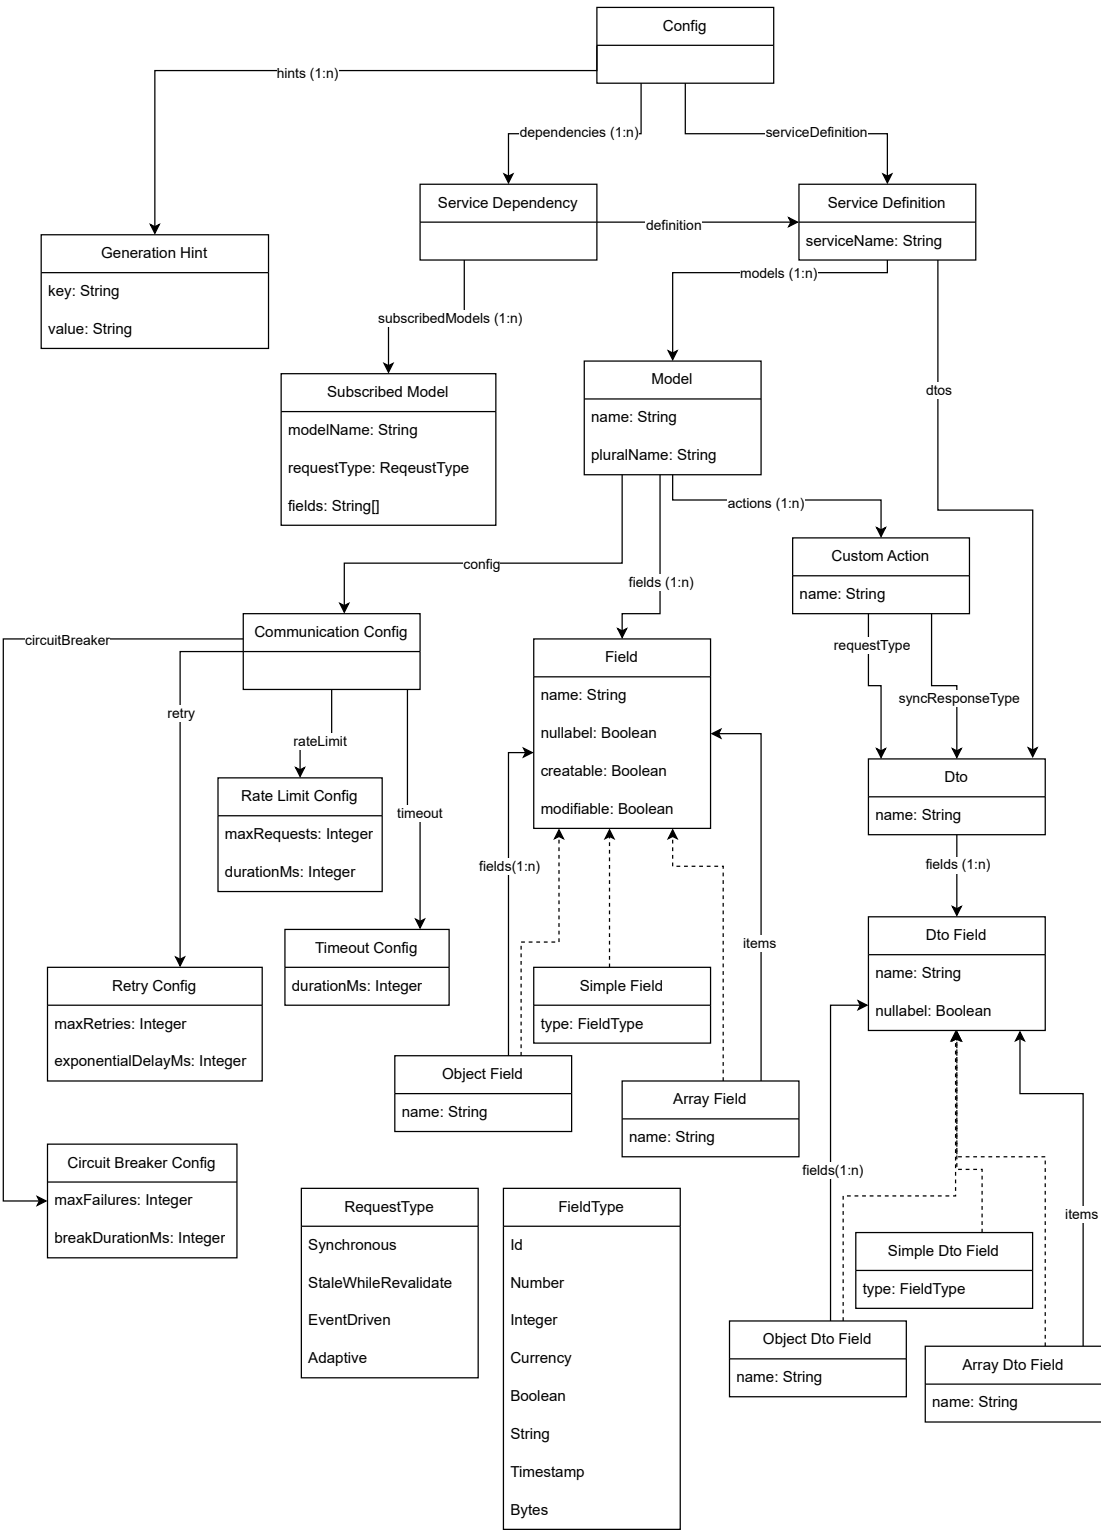 Config
hints (1:n)
dependencies (1:n)
serviceDefinition
Service Dependency
definition
Service Definition
serviceName: String
Generation Hint
key: String
value: String
models (1:n)
subscribedModels (1:n)
Subscribed Model
modelName: String
requestType: ReqeustType
fields: String[]
Model
name: String
pluralName: String
dtos
actions (1:n)
config
fields (1:n)
Custom Action
name: String
requestType
syncResponseType
circuitBreaker
Communication Config
retry
rateLimit
timeout
Rate Limit Config
maxRequests: Integer
durationMs: Integer
Field
name: String
nullabel: Boolean
creatable: Boolean
modifiable: Boolean
Dto
name: String
fields(1:n)
fields (1:n)
items
Timeout Config
durationMs: Integer
Retry Config
maxRetries: Integer
exponentialDelayMs: Integer
Simple Field
type: FieldType
Dto Field
name: String
nullabel: Boolean
Object Field
name: String
Array Field
name: String
Circuit Breaker Config
maxFailures: Integer
breakDurationMs: Integer
fields(1:n)
items
RequestType
Synchronous
StaleWhileRevalidate
EventDriven
Adaptive
FieldType
Id
Number
Integer
Currency
Boolean
String
Timestamp
Bytes
Simple Dto Field
type: FieldType
Object Dto Field
name: String
Array Dto Field
name: String